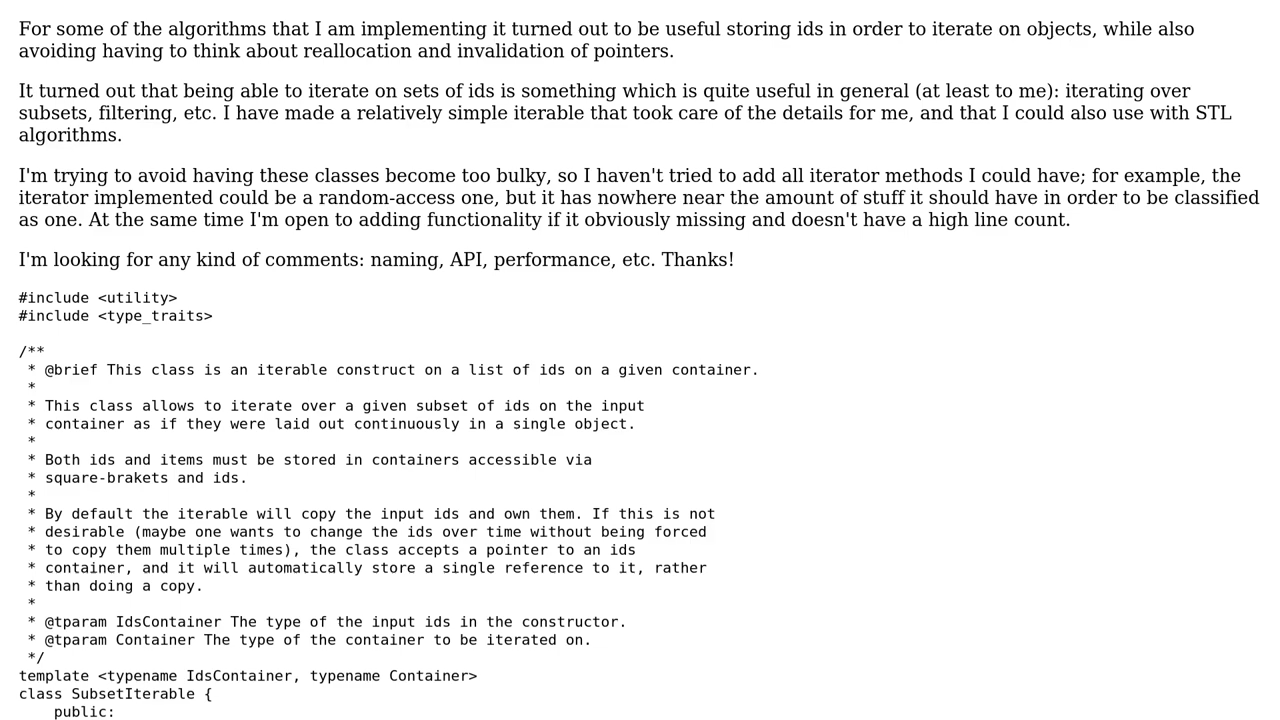 For some of the algorithms that I am implementing it turned out to be useful storing ids in order to iterate on objects, while also
avoiding having to think about reallocation and invalidation of pointers.
It turned out that being able to iterate on sets of ids is something which is quite useful in general (at least to me): iterating over
subsets, filtering, etc. I have made a relatively simple iterable that took care of the details for me, and that I could also use with STL
algorithms.
I'm trying to avoid having these classes become too bulky, so I haven't tried to add all iterator methods I could have; for example, the
iterator implemented could be a random-access one, but it has nowhere near the amount of stuff it should have in order to be classified
as one. At the same time I'm open to adding functionality if it obviously missing and doesn't have a high line count.
I'm looking for any kind of comments: naming, API, performance, etc. Thanks!
#include <utility>
#include <type_traits>
/**
 * @brief This class is an iterable construct on a list of ids on a given container.
 *
 * This class allows to iterate over a given subset of ids on the input
 * container as if they were laid out continuously in a single object.
 *
 * Both ids and items must be stored in containers accessible via
 * square-brakets and ids.
 *
 * By default the iterable will copy the input ids and own them. If this is not
 * desirable (maybe one wants to change the ids over time without being forced
 * to copy them multiple times), the class accepts a pointer to an ids
 * container, and it will automatically store a single reference to it, rather
 * than doing a copy.
 *
 * @tparam IdsContainer The type of the input ids in the constructor.
 * @tparam Container The type of the container to be iterated on.
 */
template <typename IdsContainer, typename Container>
class SubsetIterable {
    public: